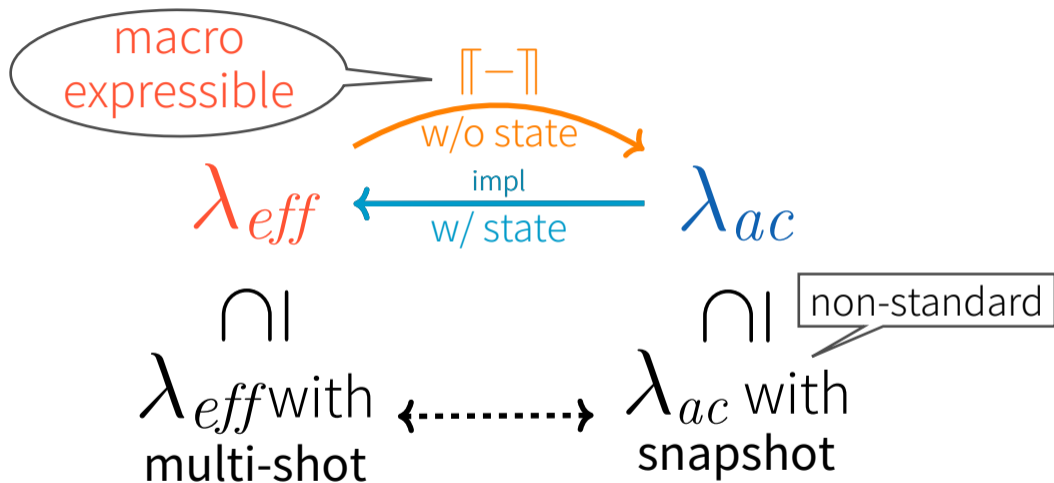 macro
expressible
⟦−⟧
w/o state
λeff
impl
w/ state
λac
⊆
⊆
non-standard
λeff with
multi-shot
λac with
snapshot